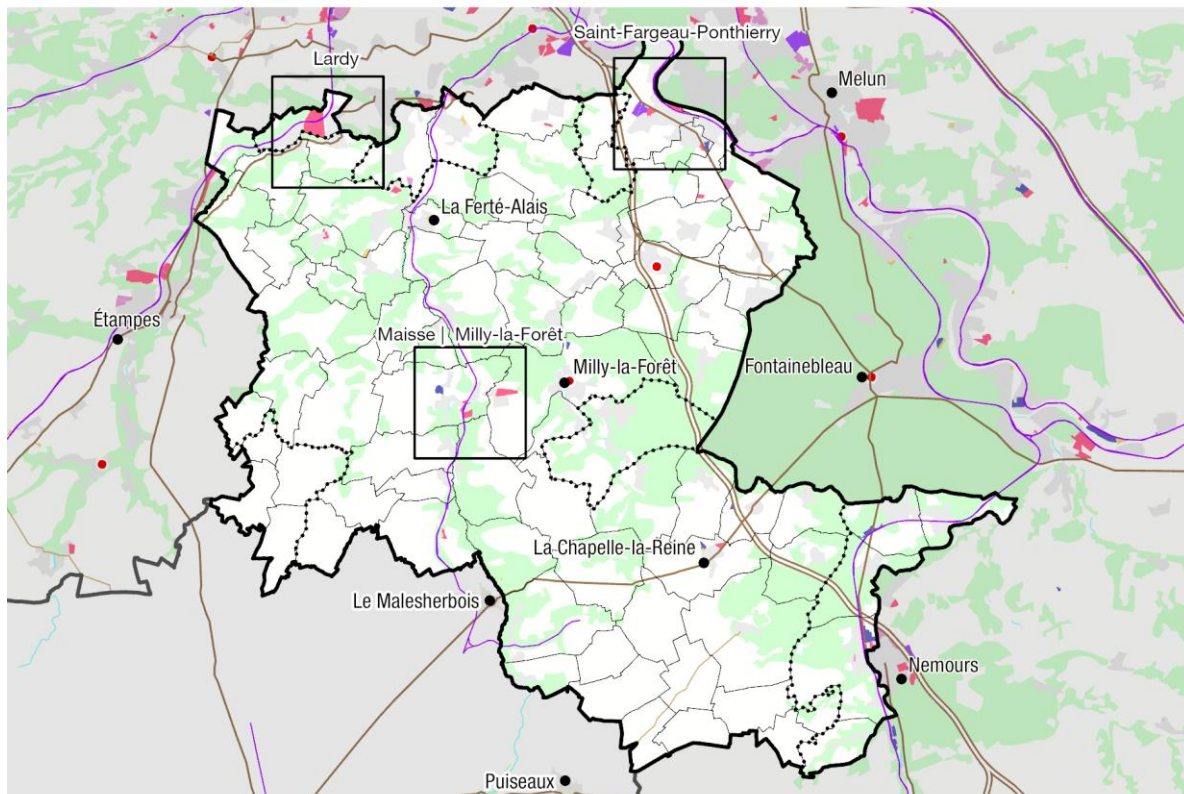 Saint-Fargeau-Ponthierry
Lardy
Melun
La Ferté-Alais
Étampes
Maisse | Milly-la-Forêt
Milly-la-Forêt
Fontainebleau
La Chapelle-la-Reine
Le Malesherbois
Nemours
Puiseaux